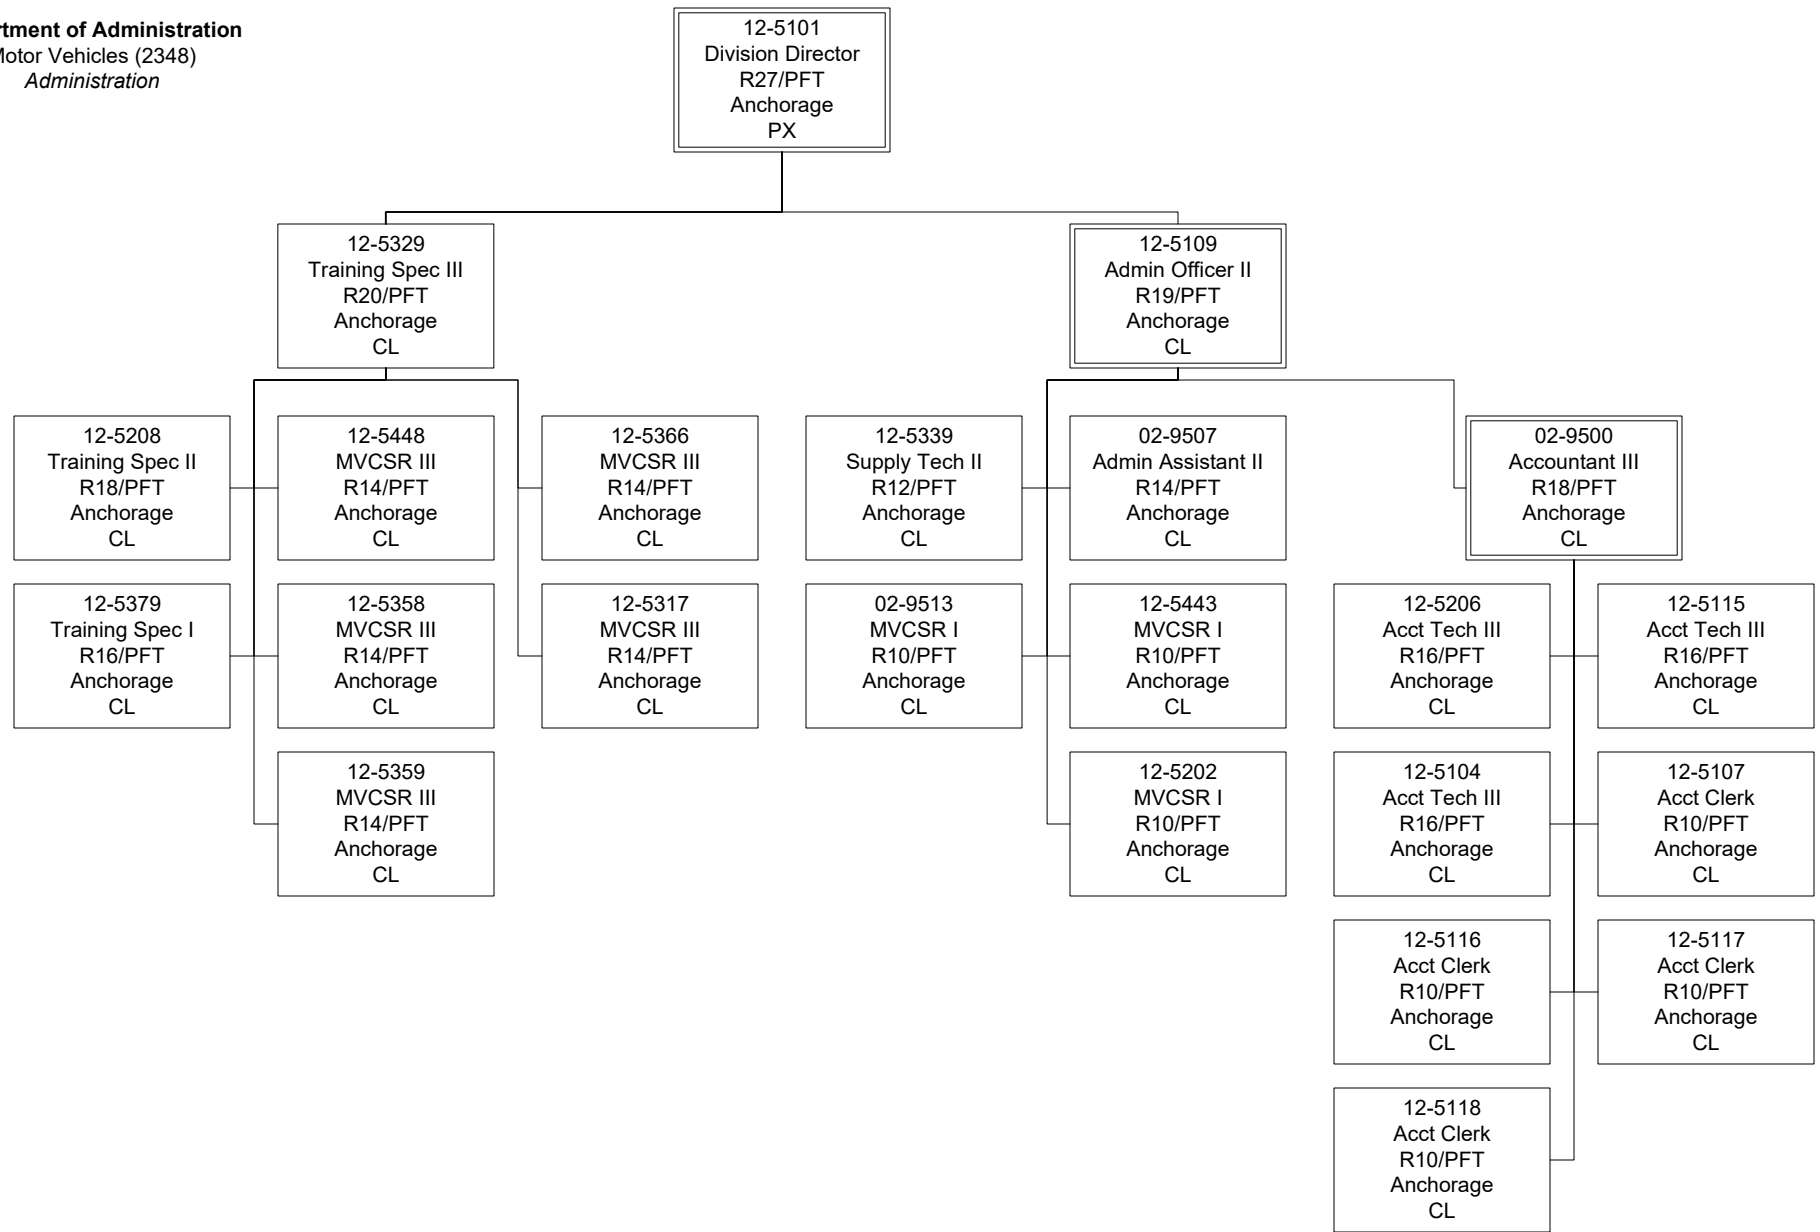 rtment of Administration
Motor Vehicles (2348)
Administration
12-5101
Division Director
R27/PFT
Anchorage
PX
12-5329
Training Spec III
R20/PFT
Anchorage
CL
12-5109
Admin Officer II
R19/PFT
Anchorage
CL
12-5208
Training Spec II
R18/PFT
Anchorage
CL
12-5448
MVCSR III
R14/PFT
Anchorage
CL
12-5366
MVCSR III
R14/PFT
Anchorage
CL
12-5339
Supply Tech II
R12/PFT
Anchorage
CL
02-9507
Admin Assistant II
R14/PFT
Anchorage
CL
02-9500
Accountant III
R18/PFT
Anchorage
CL
12-5379
Training Spec I
R16/PFT
Anchorage
CL
12-5358
MVCSR III
R14/PFT
Anchorage
CL
12-5317
MVCSR III
R14/PFT
Anchorage
CL
02-9513
MVCSR I
R10/PFT
Anchorage
CL
12-5443
MVCSR I
R10/PFT
Anchorage
CL
12-5206
Acct Tech III
R16/PFT
Anchorage
CL
12-5115
Acct Tech III
R16/PFT
Anchorage
CL
12-5359
MVCSR III
R14/PFT
Anchorage
CL
12-5202
MVCSR I
R10/PFT
Anchorage
CL
12-5104
Acct Tech III
R16/PFT
Anchorage
CL
12-5107
Acct Clerk
R10/PFT
Anchorage
CL
12-5116
Acct Clerk
R10/PFT
Anchorage
CL
12-5117
Acct Clerk
R10/PFT
Anchorage
CL
12-5118
Acct Clerk
R10/PFT
Anchorage
CL